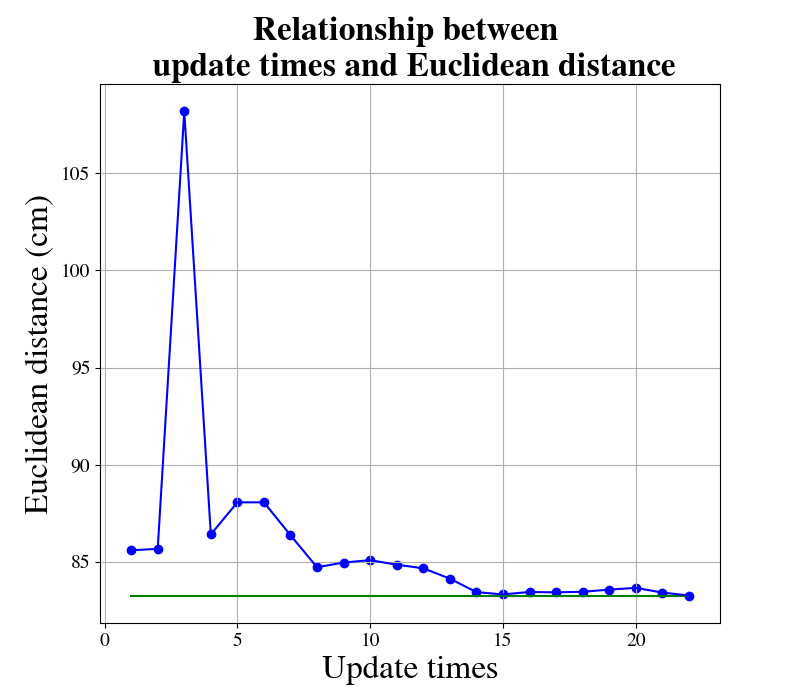 Relationship between
update times and Euclidean distance
Euclidean distance (cm)
105
100
95
90
85
0
5
10
15
20
Update times